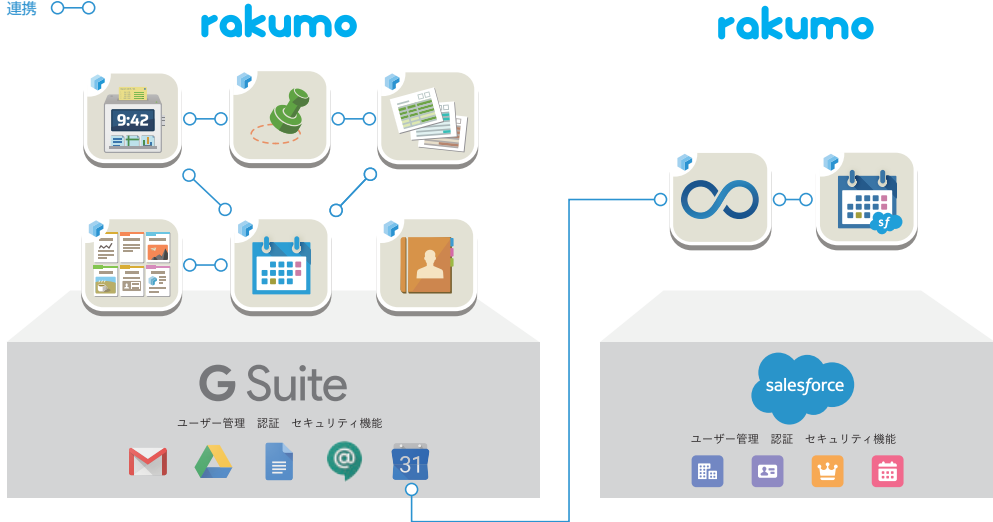 連携
rakumo
rakumo
9:42
sf
G Suite
ユーザー管理　認証　セキュリティ機能
31
salesforce
ユーザー管理　認証　セキュリティ機能